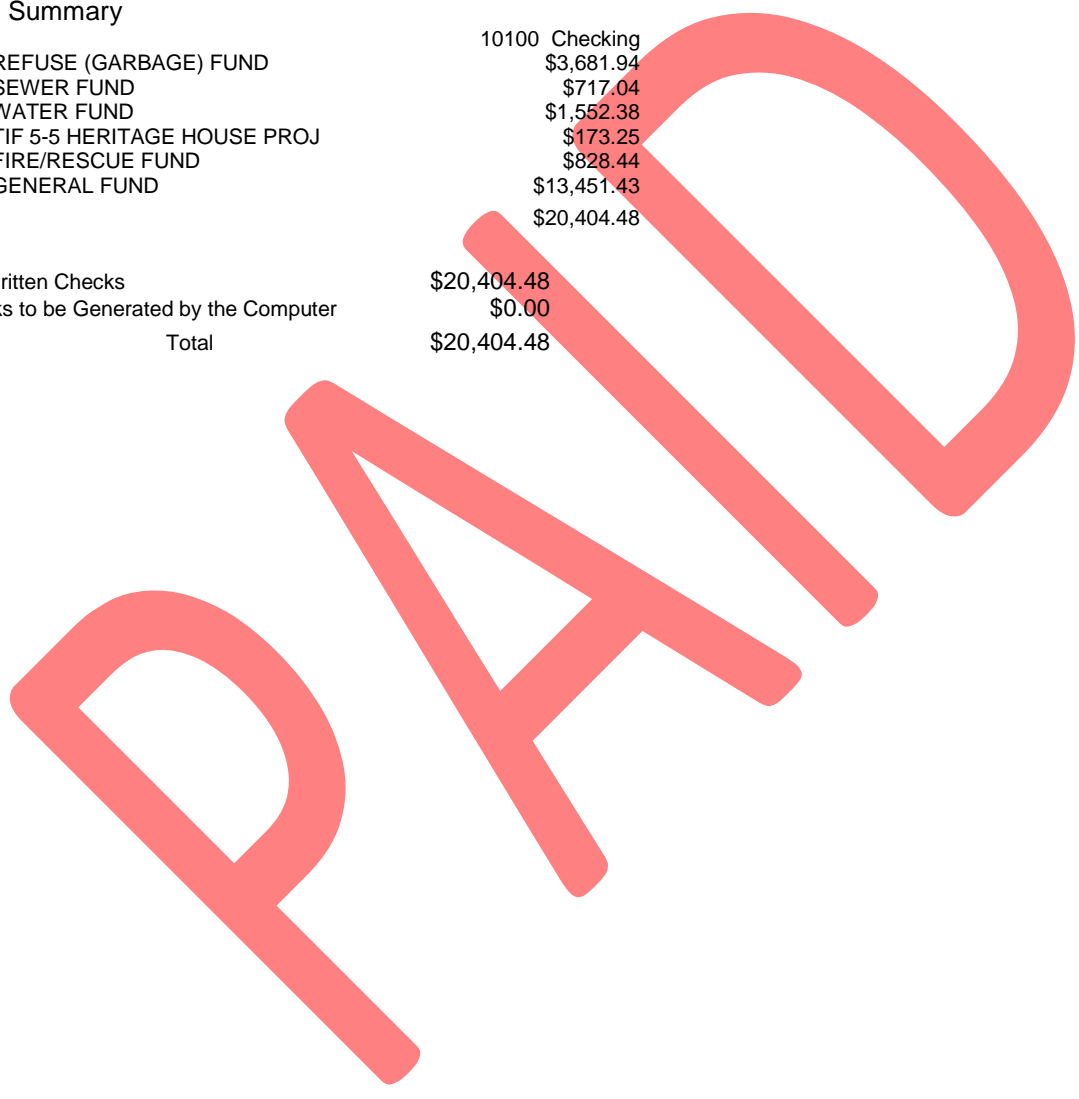 Summary
10100 Checking
REFUSE (GARBAGE) FUND $3,681.94
SEWER FUND $717.04
WATER FUND $1,552.38
TIF 5-5 HERITAGE HOUSE PROJ $173.25
FIRE/RESCUE FUND $828.44
GENERAL FUND $13,451.43
$20,404.48
ritten Checks $20,404.48
ks to be Generated by the Computer $0.00
Total $20,404.48
PAID